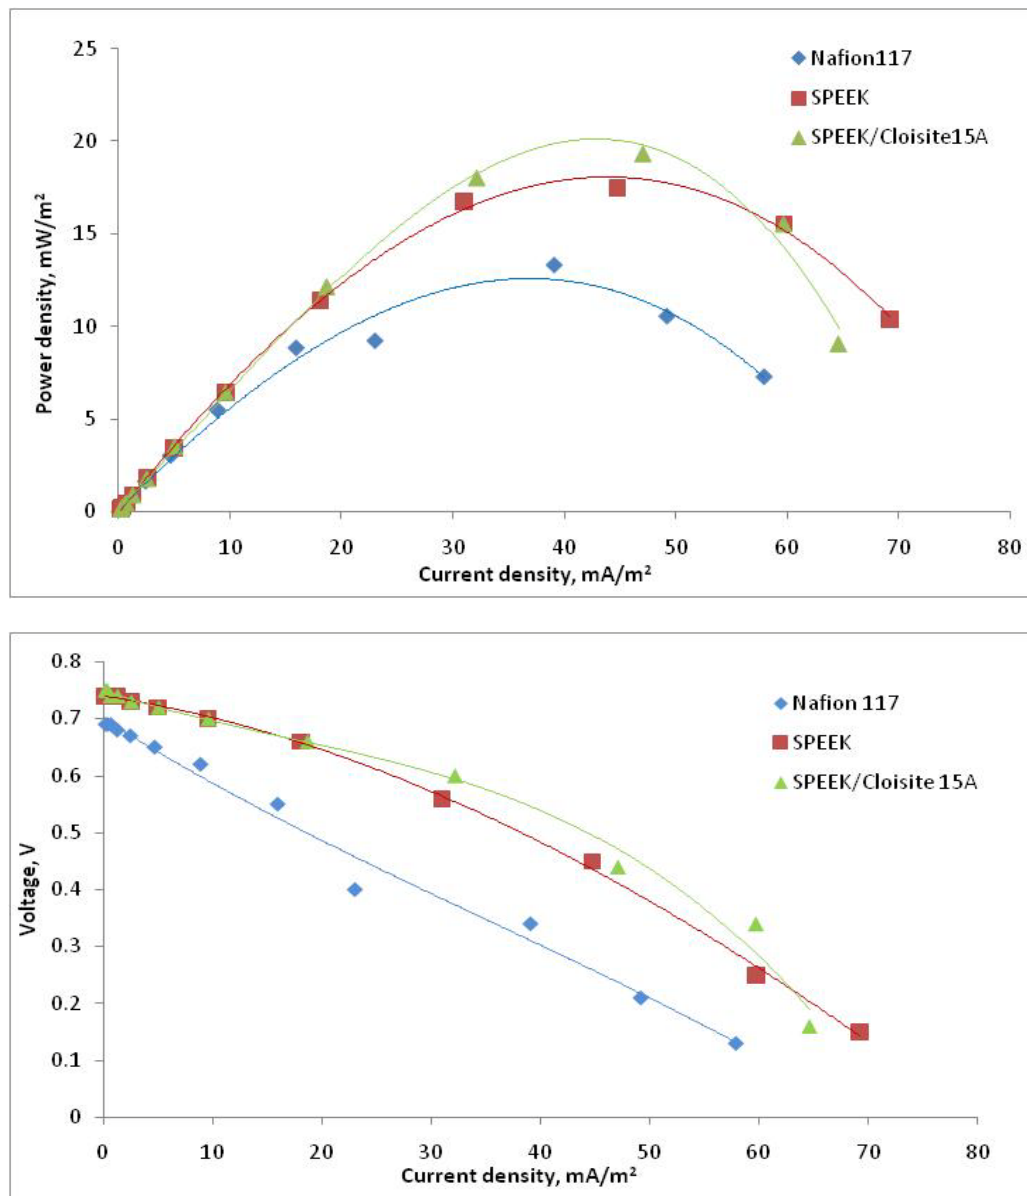 25
20
15
10
5
0
Power density, mW/m²
Nafion117
SPEEK
SPEEK/Cloisite15A
0 10 20 30 40 50 60 70 80
Current density, mA/m²
0.8
0.7
0.6
0.5
0.4
0.3
0.2
0.1
0
Voltage, V
Nafion 117
SPEEK
SPEEK/Cloisite 15A
0 10 20 30 40 50 60 70 80
Current density, mA/m²